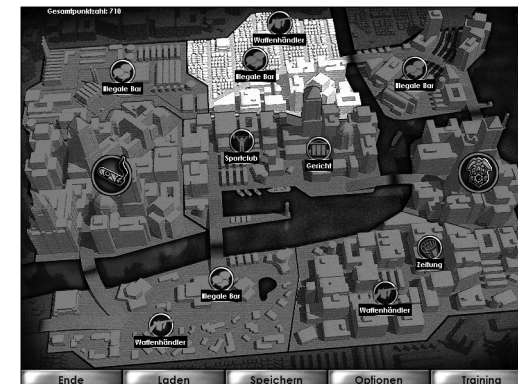 Gesamtpunktzahl: 710
Waffenhändler
Illegale Bar
Illegale Bar
Illegale Bar
Sportclub
Gericht
Zeitung
Illegale Bar
Waffenhändler
Waffenhändler
Ende
Laden
Speichern
Optionen
Training